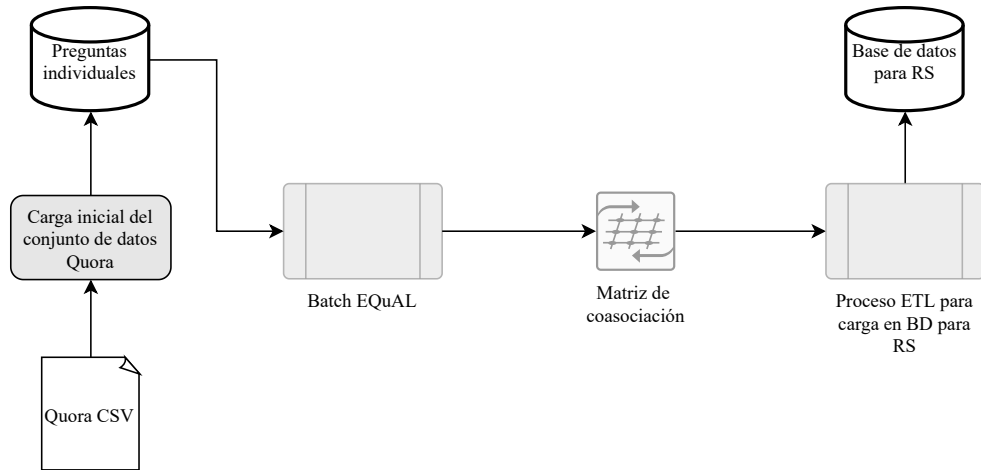 Preguntas
individuales
Base de datos
para RS
Carga inicial del
conjunto de datos
Quora
Batch EQuAL
Matriz de
coasociación
Proceso ETL para
carga en BD para
RS
Quora CSV